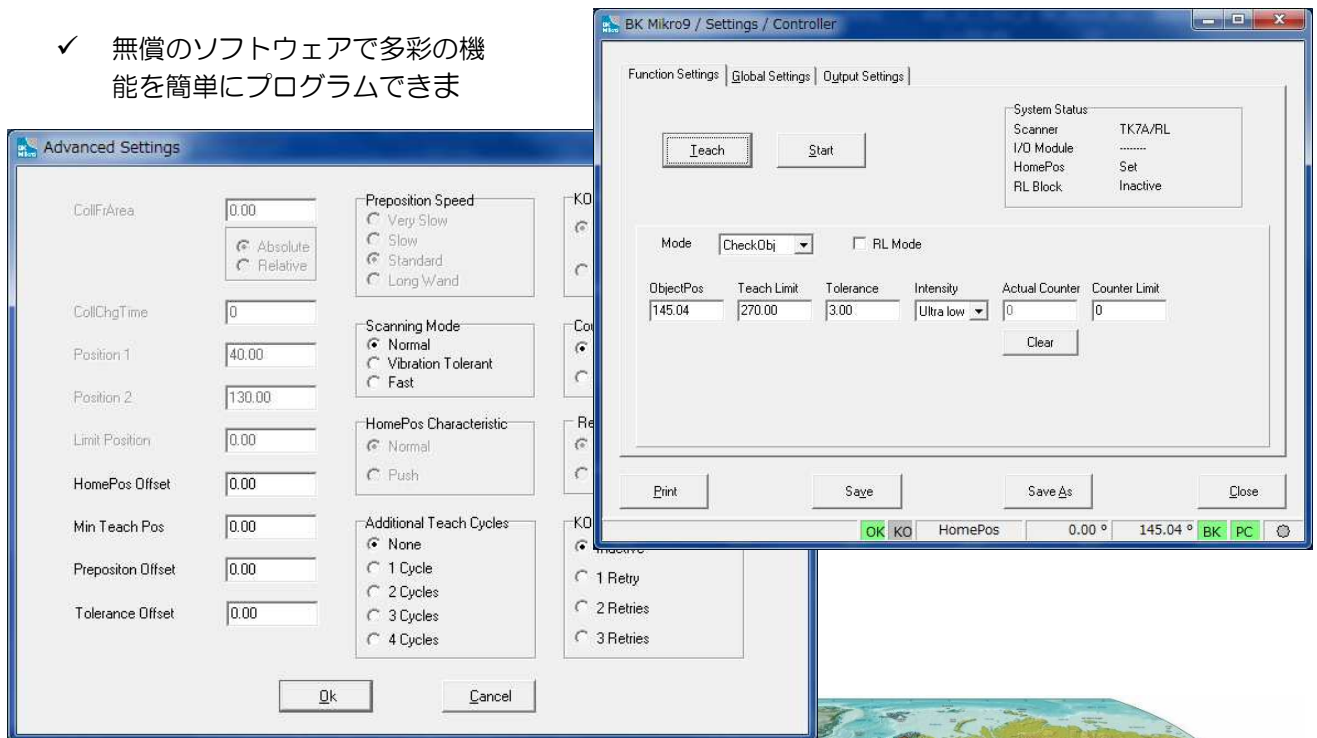 ✓ 無償のソフトウェアで多彩の機
能を簡単にプログラムできま
BK Mikro9 / Settings / Controller
Function Settings Global Settings Output Settings
Teach Start
System Status
Scanner TK7A/RL
I/O Module --------
HomePos Set
RL Block Inactive
Mode CheckObj RL Mode
ObjectPos Teach Limit Tolerance Intensity Actual Counter Counter Limit
145.04 270.00 3.00 Ultra low 0 0
Clear
Print Save Save As Close
OK KO HomePos 0.00 º 145.04 º BK PC
Advanced Settings
CollFrArea 0.00
Absolute
Relative
CollChgTime 0
Position 1 40.00
Position 2 130.00
Limit Position 0.00
HomePos Offset 0.00
Min Teach Pos 0.00
Prepositon Offset 0.00
Tolerance Offset 0.00
Preposition Speed
Very Slow
Slow
Standard
Long Wand
Scanning Mode
Normal
Vibration Tolerant
Fast
HomePos Characteristic
Normal
Push
Additional Teach Cycles
None
1 Cycle
2 Cycles
3 Cycles
4 Cycles
KO
Cou
Re
KO
Inactive
1 Retry
2 Retries
3 Retries
Ok Cancel